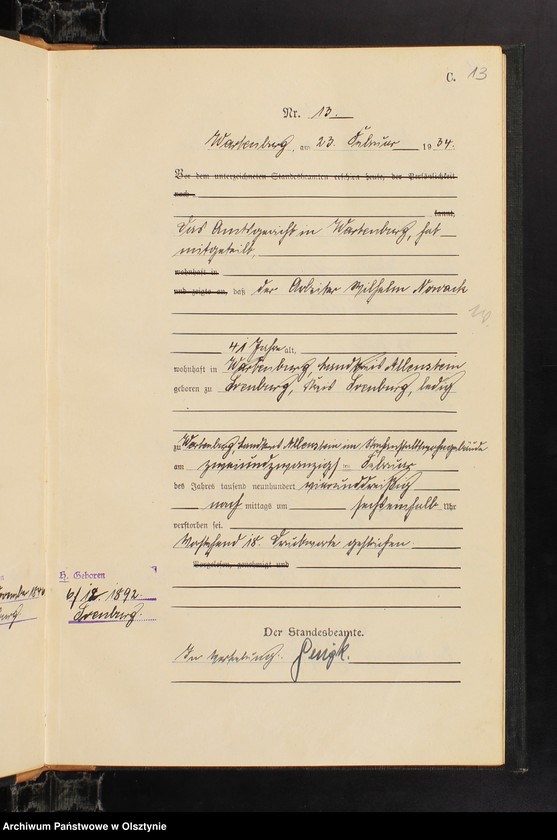 C. 13
Nr. 13.
Wartenburg, am 23. Februar 1934.
Vor dem unterzeichneten Standesbeamten erschien heute, der Persönlichkeit
nach
kannt,
Das Amtsgericht in Wartenburg, hat
mitgeteilt,
wohnhaft in
und zeigte an, daß der Arbeiter Wilhelm Nowack
41 Jahre alt,
wohnhaft in Wartenburg, Landkreis Allenstein
geboren zu Löwenberg, Kreis Löwenberg, ledig
zu Wartenburg, Landkreis Allenstein im
am zweiundzwanzigsten Februar
des Jahres tausend neunhundert vierunddreißig
nach mittags um sechseinhalb Uhr
verstorben sei.
Vorstehend 18 Druckworte gestrichen.
Vorgelesen, genehmigt und
H. Geboren
6/12 1892.
Der Standesbeamte.
In Vertretung.
Archiwum Państwowe w Olsztynie